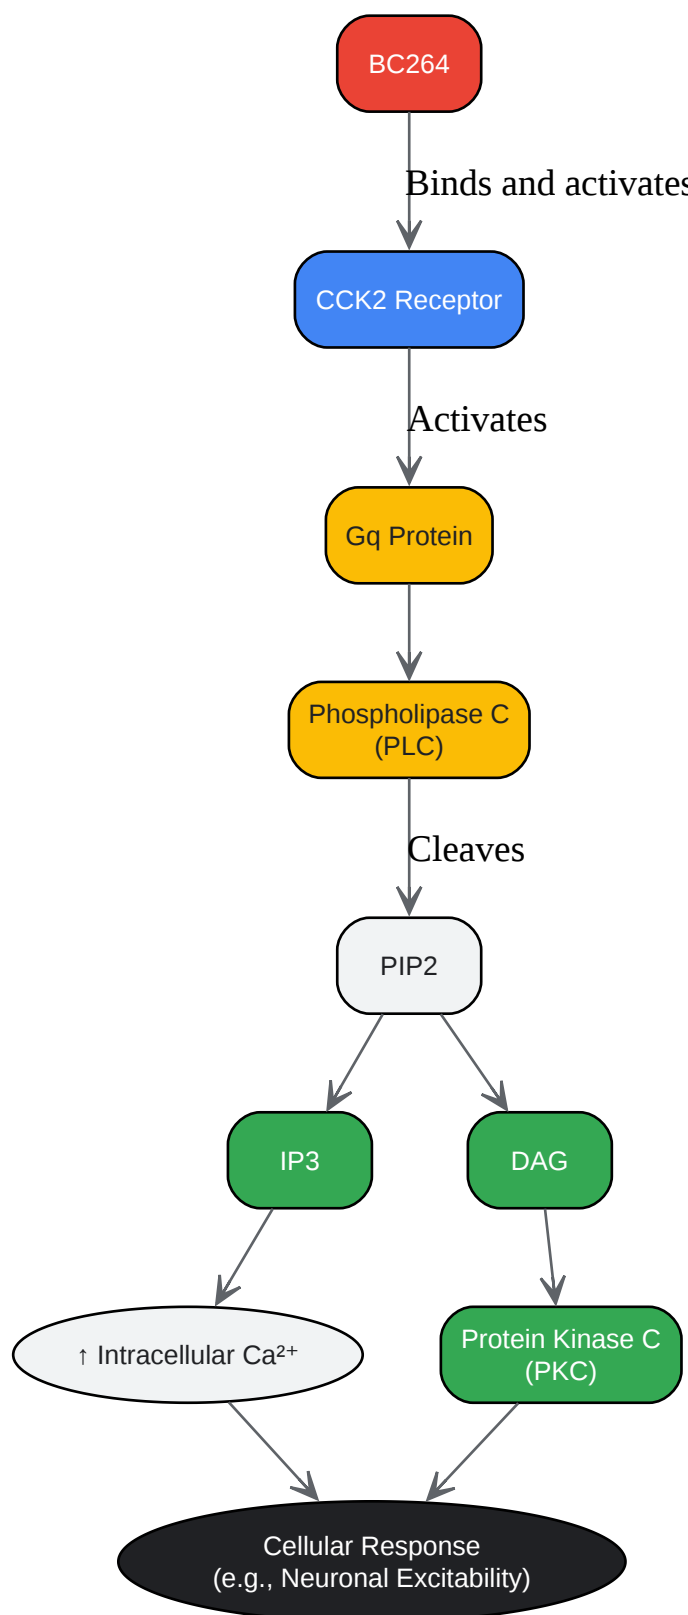 BC264
Binds and activates
CCK2 Receptor
Activates
Gq Protein
Phospholipase C
(PLC)
Cleaves
PIP2
IP3
DAG
↑ Intracellular Ca²⁺
Protein Kinase C
(PKC)
Cellular Response
(e.g., Neuronal Excitability)